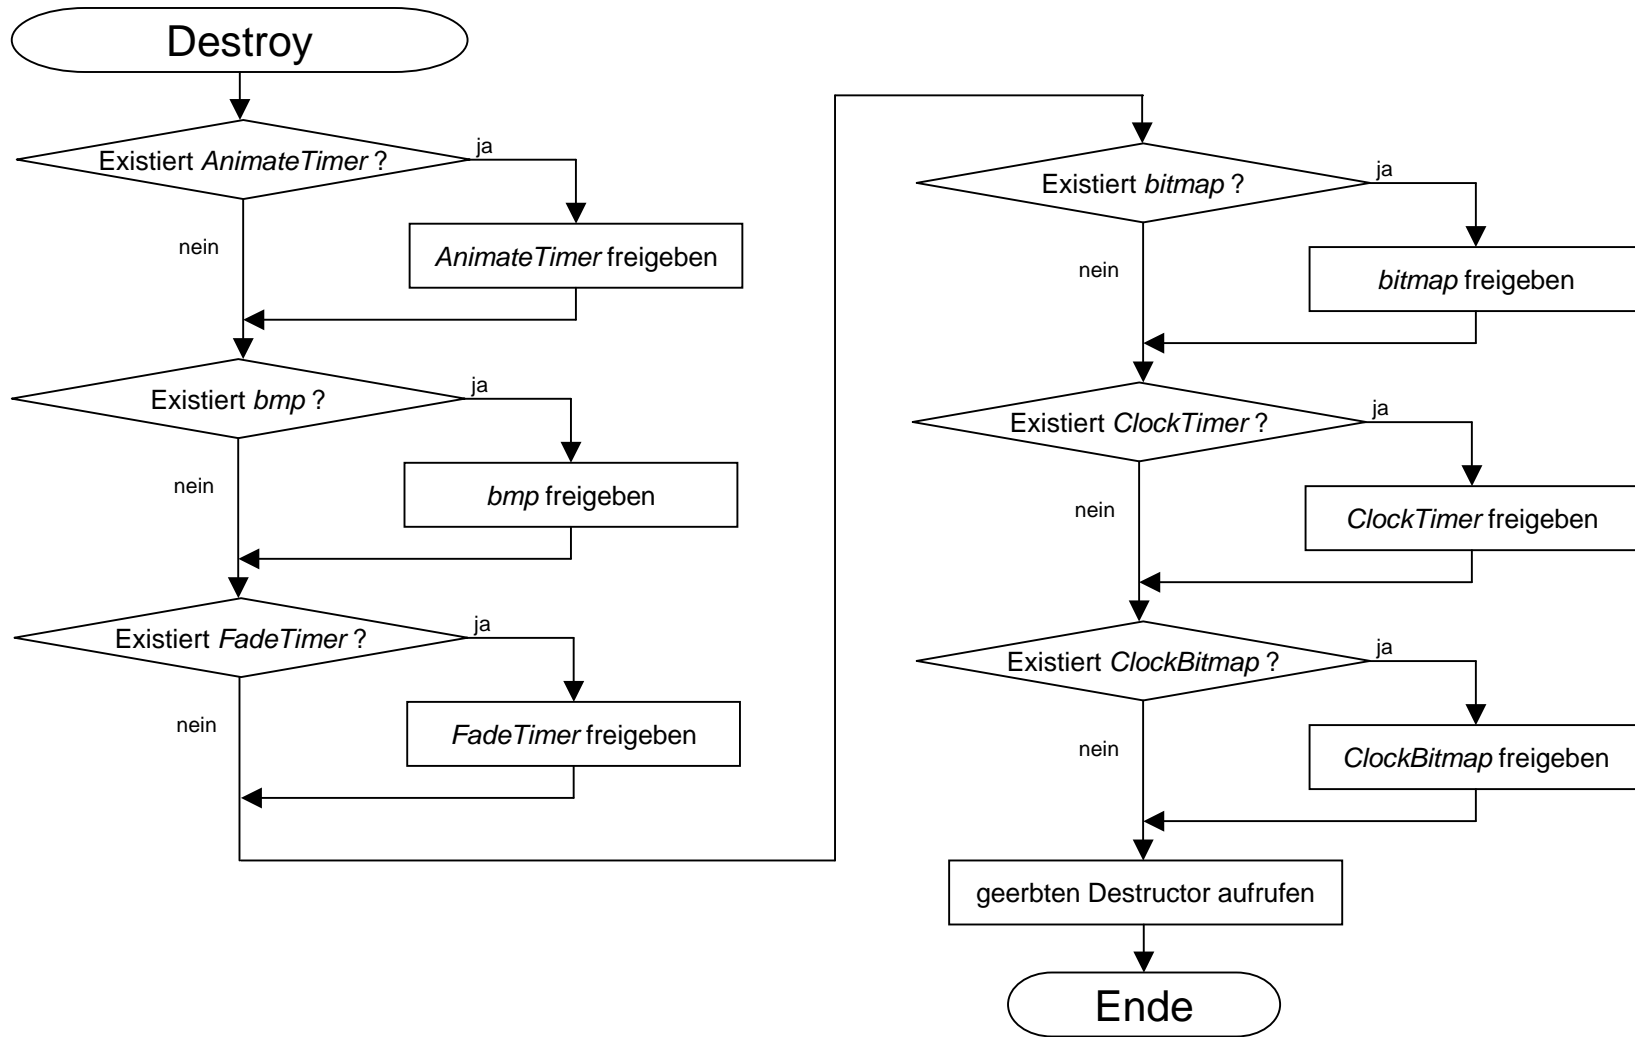 Destroy
Existiert AnimateTimer ?
ja
nein
AnimateTimer freigeben
Existiert bmp ?
ja
nein
bmp freigeben
Existiert FadeTimer ?
ja
nein
FadeTimer freigeben
Existiert bitmap ?
ja
nein
bitmap freigeben
Existiert ClockTimer ?
ja
nein
ClockTimer freigeben
Existiert ClockBitmap ?
ja
nein
ClockBitmap freigeben
geerbten Destructor aufrufen
Ende